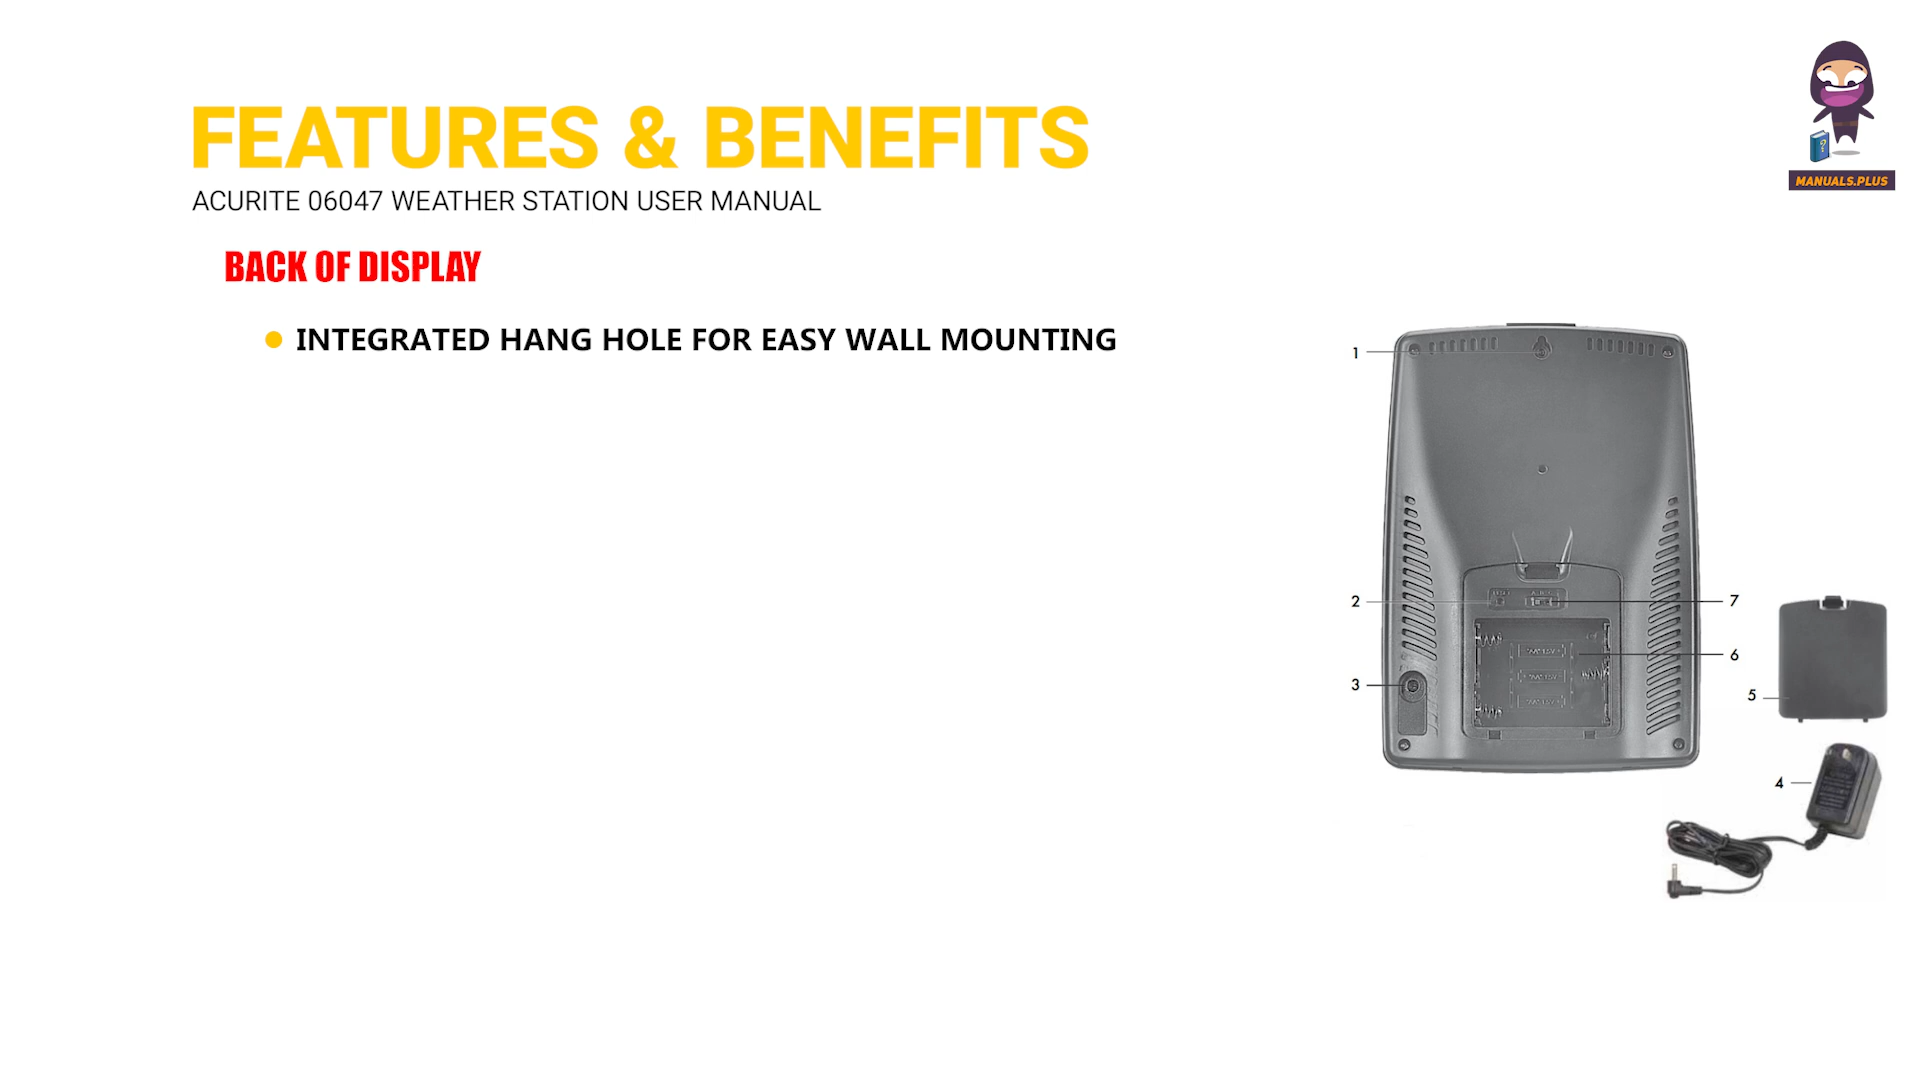 MANUALS.PLUS
FEATURES & BENEFITS
ACURITE 06047 WEATHER STATION USER MANUAL
BACK OF DISPLAY
INTEGRATED HANG HOLE FOR EASY WALL MOUNTING
1
2
3
7
6
5
4